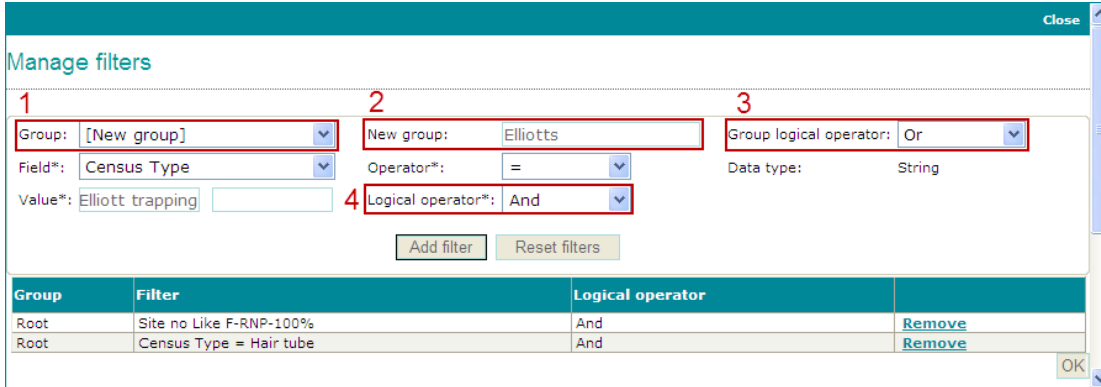 Close
Manage filters
1 2 3
Group: [New group] New group: Elliotts Group logical operator: Or
Field*: Census Type Operator*: = Data type: String
Value*: Elliott trapping 4 Logical operator*: And
Add filter Reset filters
Group Filter Logical operator
Root Site no Like F-RNP-100% And Remove
Root Census Type = Hair tube And Remove
OK